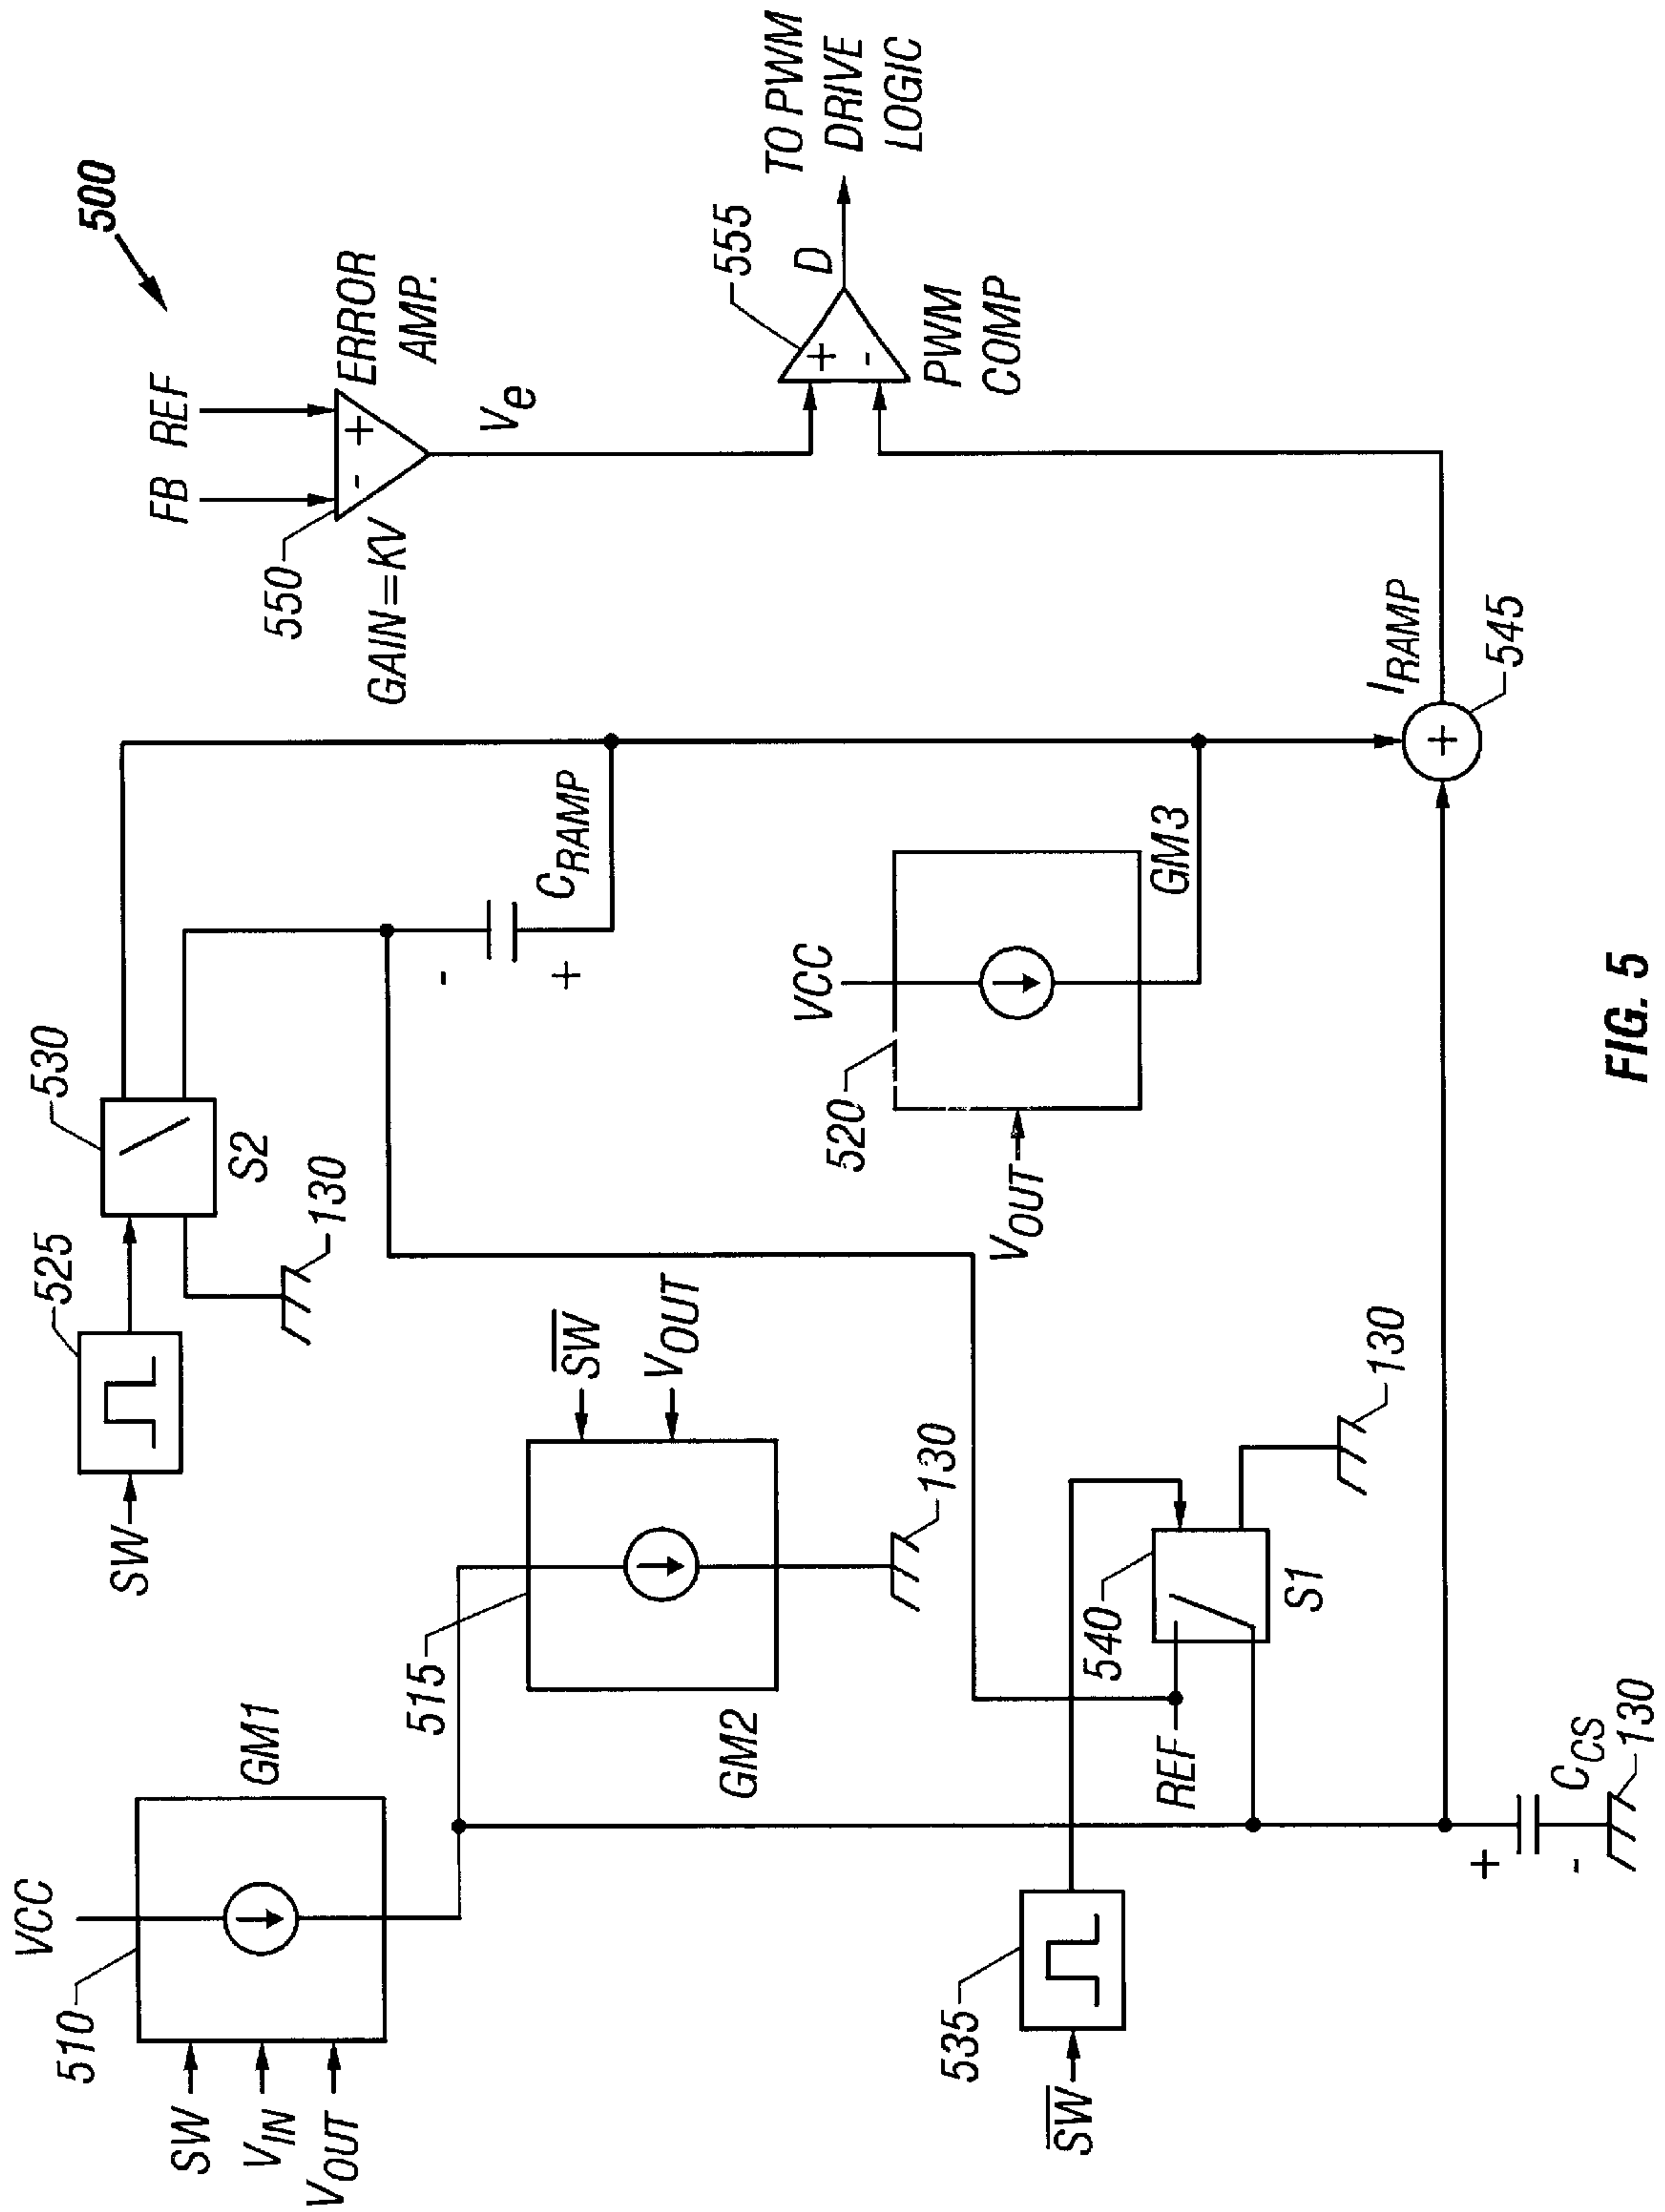 500
FB
REF
550
ERROR
AMP.
GAIN=KV
Ve
555
D
TO PWM
DRIVE
LOGIC
PWM
COMP
SW
525
530
S2
130
-
+
CRAMP
VCC
510
GM1
SW
VIN
VOUT
515
GM2
SW
VOUT
130
VCC
520
VOUT
GM3
IRAMP
545
SW
535
540
REF
S1
130
+
-
CCS
130
FIG. 5